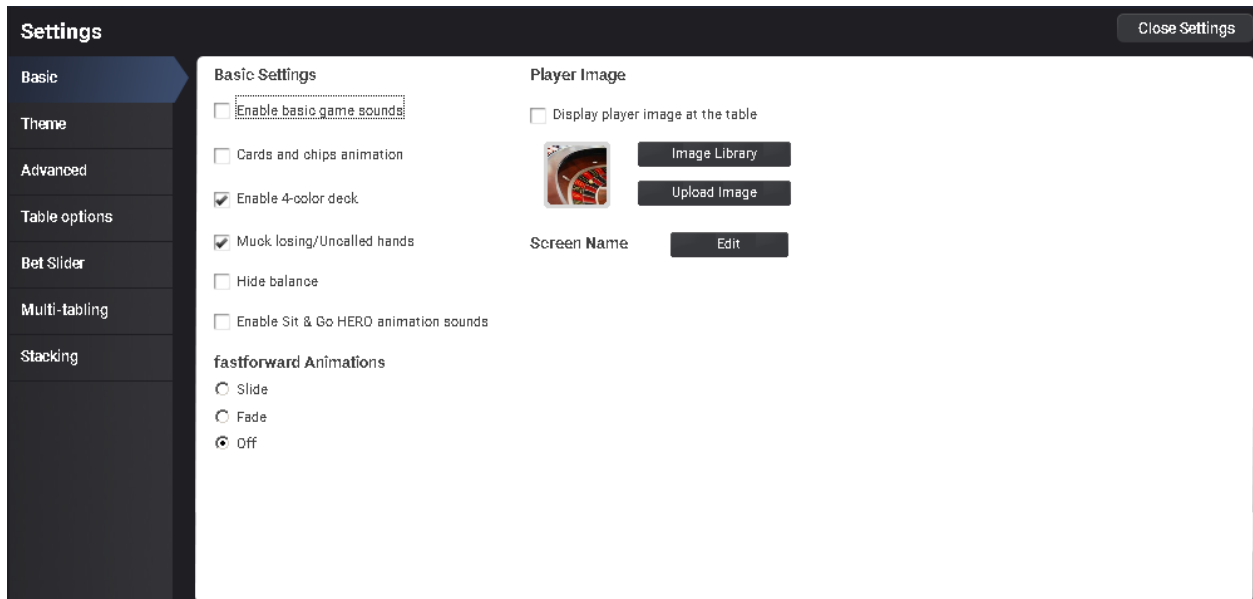 Settings
Close Settings
Basic
Theme
Advanced
Table options
Bet Slider
Multi-tabling
Stacking
Basic Settings
Enable basic game sounds
Cards and chips animation
Enable 4-color deck
Muck losing/Uncalled hands
Hide balance
Enable Sit & Go HERO animation sounds
fastforward Animations
Slide
Fade
Off
Player Image
Display player image at the table
Image Library
Upload Image
Screen Name
Edit